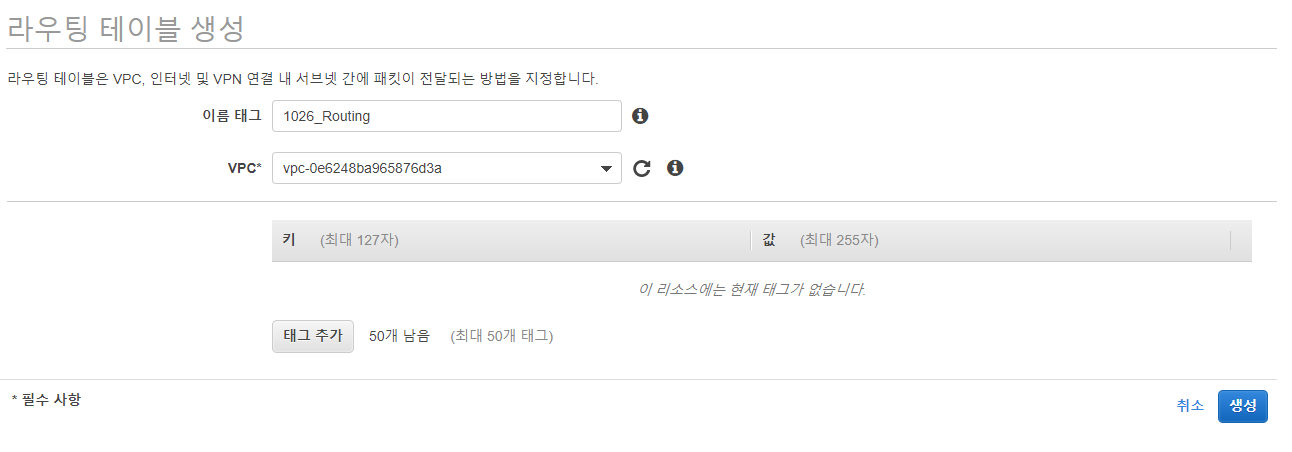 라우팅 테이블 생성
라우팅 테이블은 VPC, 인터넷 및 VPN 연결 내 서브넷 간에 패킷이 전달되는 방법을 지정합니다.
이름 태그 1026_Routing
VPC* vpc-0e6248ba965876d3a
키 (최대 127자) 값 (최대 255자)
이 리소스에는 현재 태그가 없습니다.
태그 추가 50개 남음 (최대 50개 태그)
* 필수 사항 취소 생성